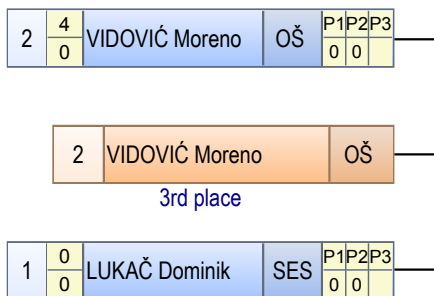 2 4 VIDOVIĆ Moreno OŠ P1 P2 P3
0 0 0
2 VIDOVIĆ Moreno OŠ
3rd place
1 0 LUKAČ Dominik SES P1 P2 P3
0 0 0